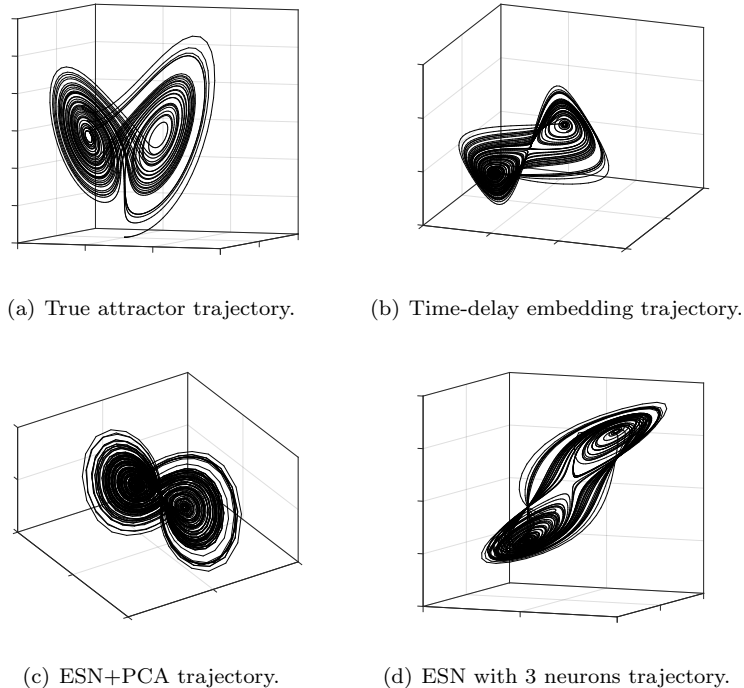 (a) True attractor trajectory.
(b) Time-delay embedding trajectory.
(c) ESN+PCA trajectory.
(d) ESN with 3 neurons trajectory.